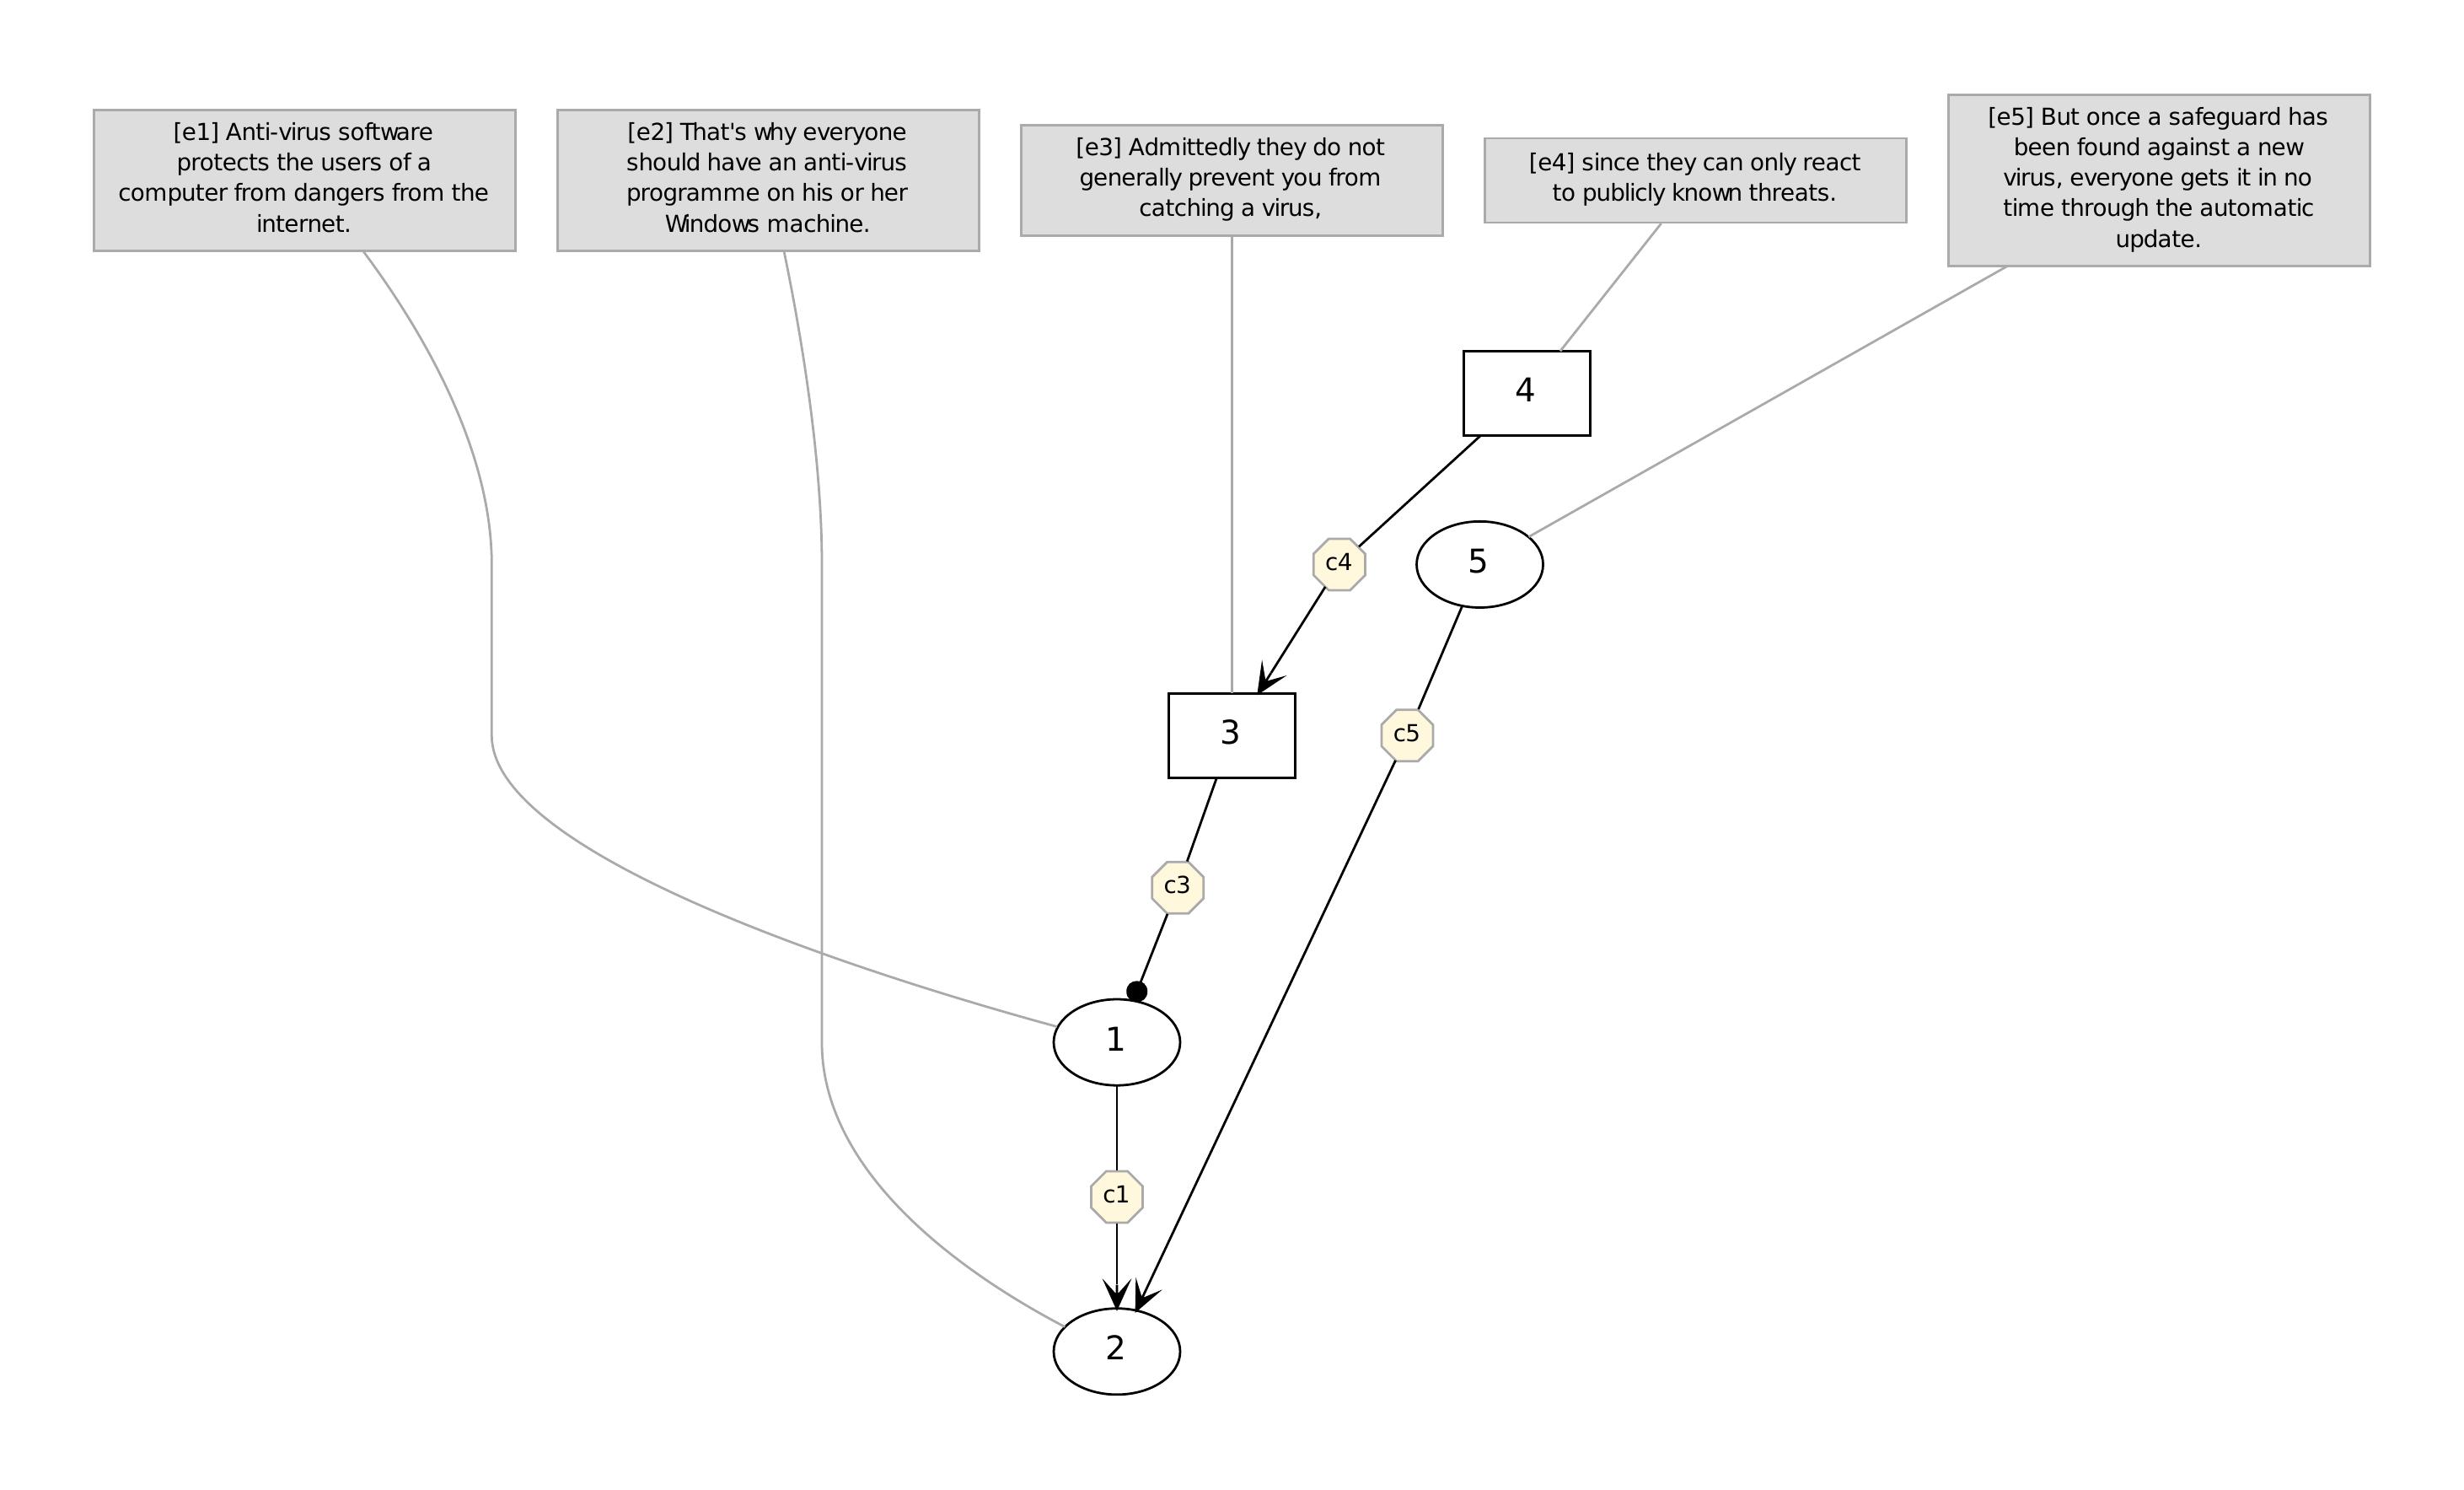 [e1] Anti-virus software
protects the users of a
computer from dangers from the
internet.
[e2] That's why everyone
should have an anti-virus
programme on his or her
Windows machine.
[e3] Admittedly they do not
generally prevent you from
catching a virus,
[e4] since they can only react
to publicly known threats.
[e5] But once a safeguard has
been found against a new
virus, everyone gets it in no
time through the automatic
update.
4
c4
5
3
c5
c3
1
c1
2